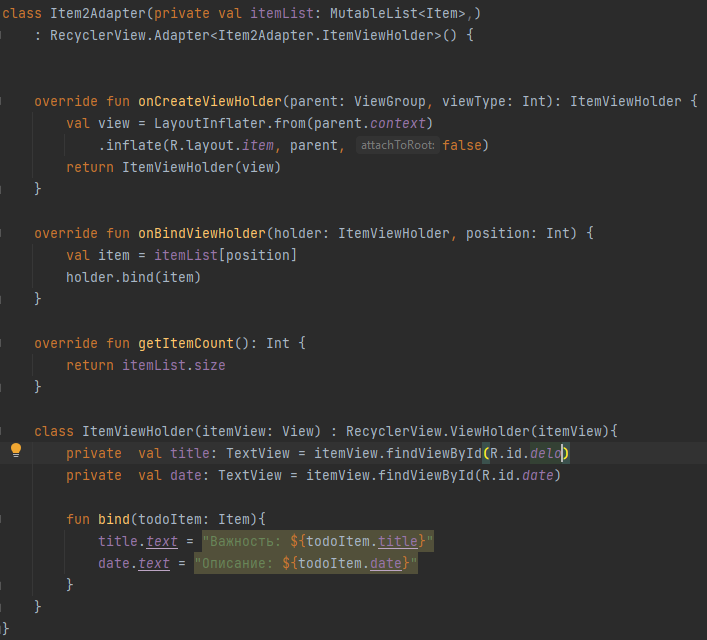 class Item2Adapter(private val itemList: MutableList<Item>,)
: RecyclerView.Adapter<Item2Adapter.ItemViewHolder>() {
override fun onCreateViewHolder(parent: ViewGroup, viewType: Int): ItemViewHolder {
val view = LayoutInflater.from(parent.context)
.inflate(R.layout.item, parent, attachToRoot: false)
return ItemViewHolder(view)
}
override fun onBindViewHolder(holder: ItemViewHolder, position: Int) {
val item = itemList[position]
holder.bind(item)
}
override fun getItemCount(): Int {
return itemList.size
}
class ItemViewHolder(itemView: View) : RecyclerView.ViewHolder(itemView){
private  val title: TextView = itemView.findViewById(R.id.delo)
private  val date: TextView = itemView.findViewById(R.id.date)
fun bind(todoItem: Item){
title.text = "Важность: ${todoItem.title}"
date.text = "Описание: ${todoItem.date}"
}
}
}